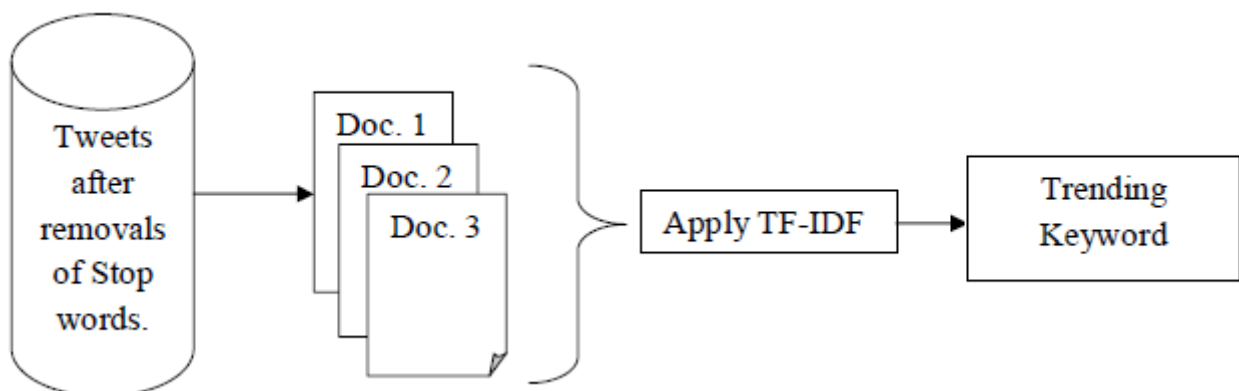 Tweets
after
removals
of Stop
words.
Doc. 1
Doc. 2
Doc. 3
Apply TF-IDF
Trending
Keyword